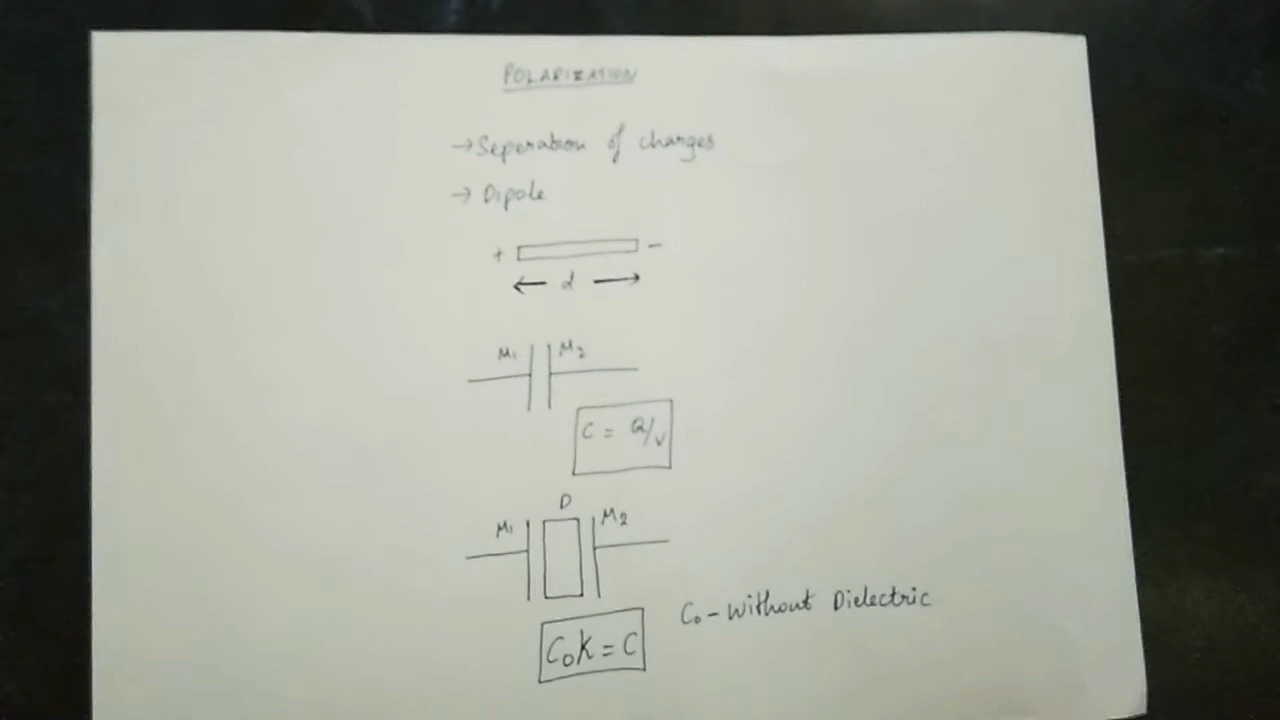 POLARIZATION
→ Seperation of charges
→ Dipole
+ −
← d →
M₁ M₂
C = Q/V
D
M₁ M₂
C₀ - Without Dielectric
C₀K = C